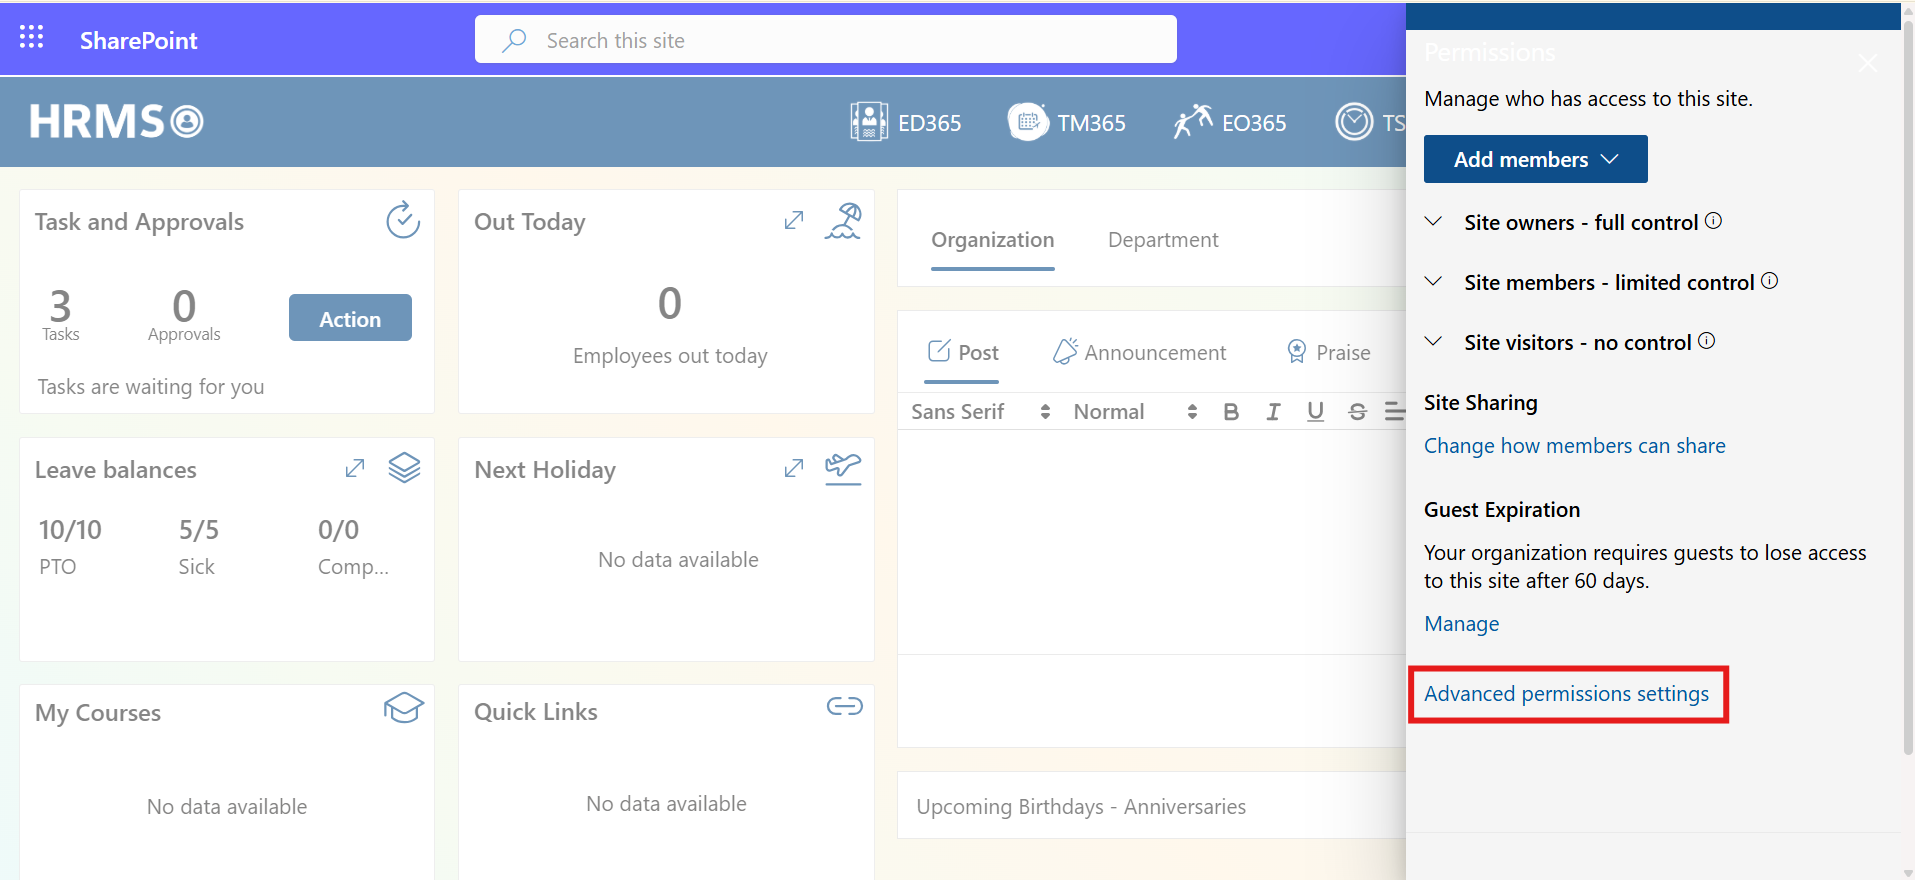 SharePoint
Search this site
HRMS
ED365
TM365
EO365
TS
Task and Approvals
3
Tasks
0
Approvals
Action
Tasks are waiting for you
Out Today
0
Employees out today
Leave balances
10/10
PTO
5/5
Sick
0/0
Comp...
Next Holiday
No data available
My Courses
No data available
Quick Links
No data available
Organization
Department
Post
Announcement
Praise
Sans Serif
Normal
B
I
U
S
Upcoming Birthdays - Anniversaries
Permissions
Manage who has access to this site.
Add members
Site owners - full control
Site members - limited control
Site visitors - no control
Site Sharing
Change how members can share
Guest Expiration
Your organization requires guests to lose access
to this site after 60 days.
Manage
Advanced permissions settings